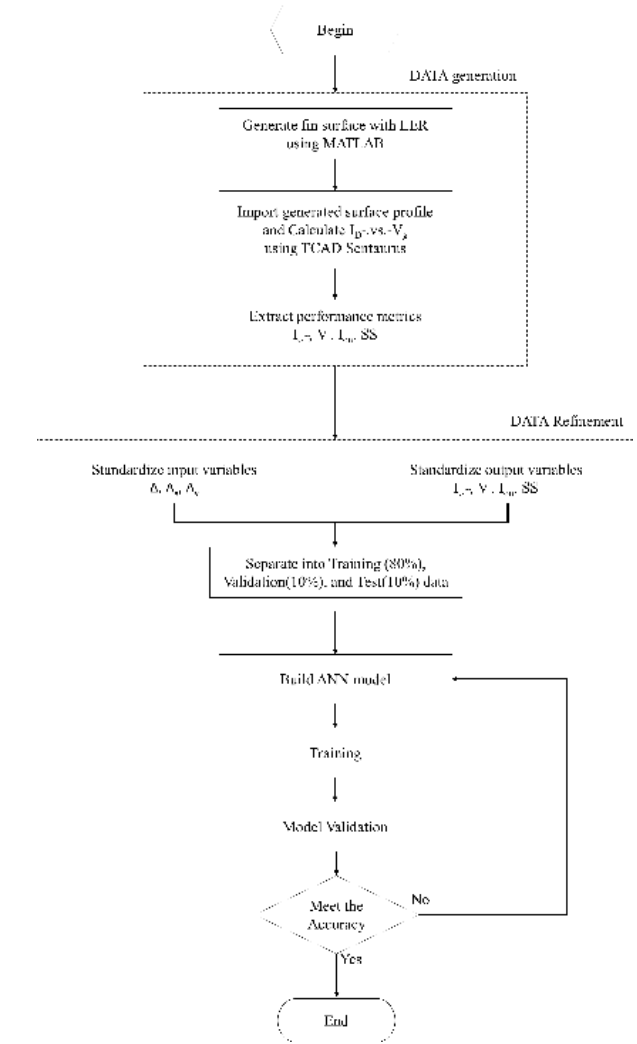 Begin
DATA generation
Generate fin surface with LER
using MATLAB
Import generated surface profile
and Calculate I_D-.vs.-V_g
using TCAD Sentaurus
Extract performance metrics
SS
DATA Refinement
Standardize input variables
Standardize output variables
SS
Separate into Training (80%),
Validation(10%), and Test(10%) data
Build ANN model
Training
Model Validation
Meet the
Accuracy
No
Yes
End